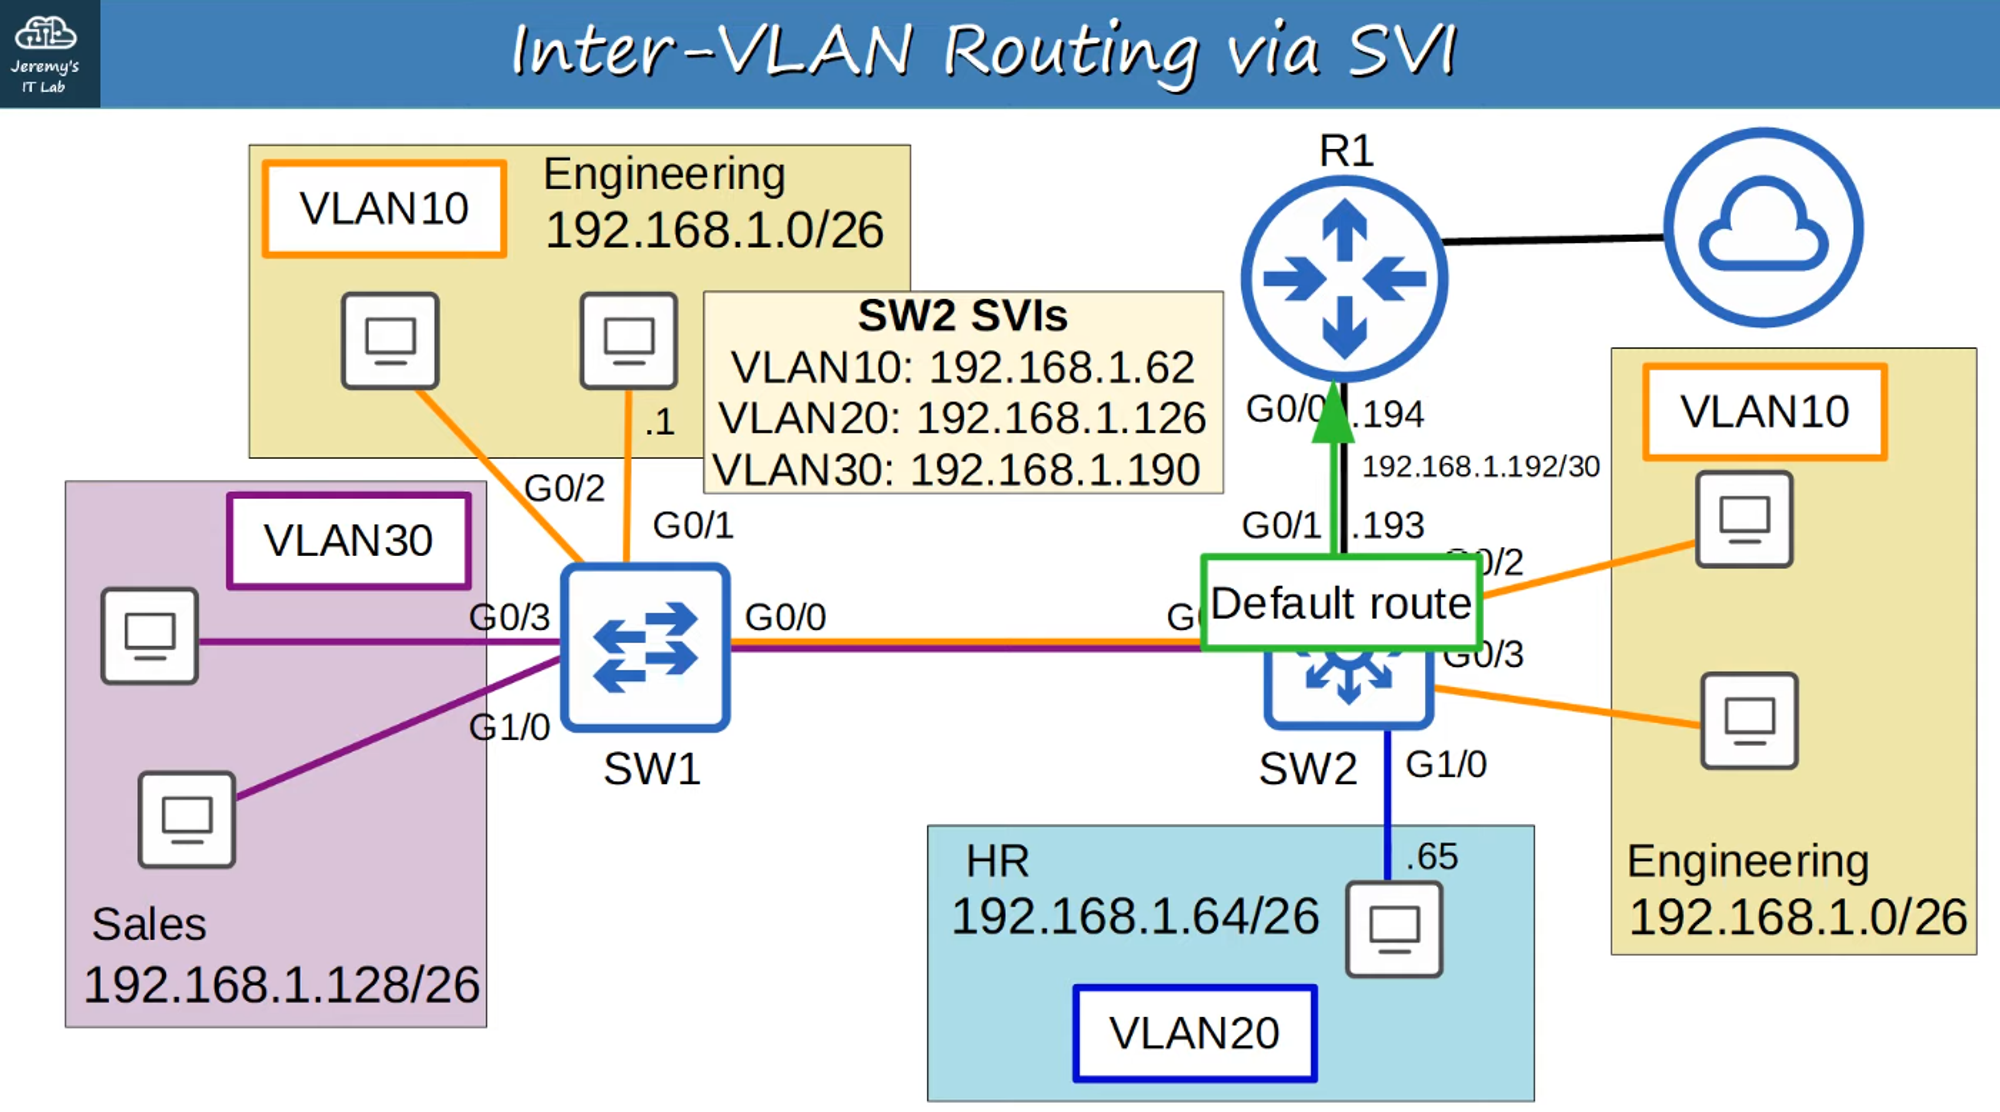 Jeremy's
IT Lab
Inter-VLAN Routing via SVI
VLAN10
Engineering
192.168.1.0/26
.1
G0/2
G0/1
SW2 SVIs
VLAN10: 192.168.1.62
VLAN20: 192.168.1.126
VLAN30: 192.168.1.190
R1
G0/0
.194
192.168.1.192/30
G0/1
.193
VLAN10
VLAN30
G0/3
G1/0
G0/0
SW1
Default route
G0/3
SW2
G1/0
Sales
192.168.1.128/26
HR
192.168.1.64/26
.65
VLAN20
Engineering
192.168.1.0/26